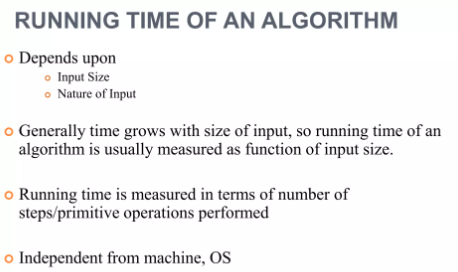 RUNNING TIME OF AN ALGORITHM
Depends upon
Input Size
Nature of Input
Generally time grows with size of input, so running time of an
algorithm is usually measured as function of input size.
Running time is measured in terms of number of
steps/primitive operations performed
Independent from machine, OS